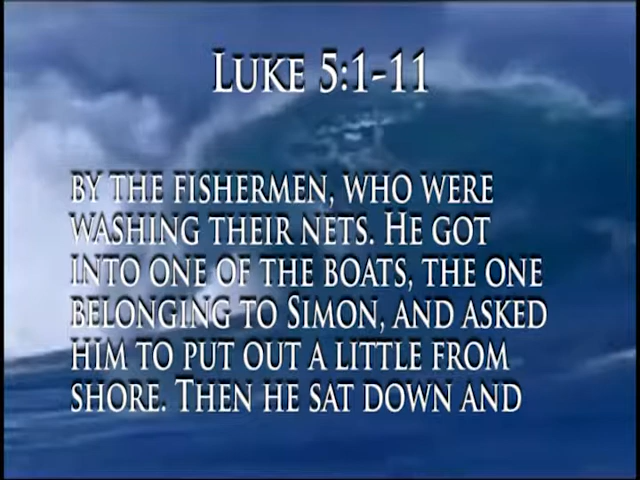 Luke 5:1-11
by the fishermen, who were
washing their nets. He got
into one of the boats, the one
belonging to Simon, and asked
him to put out a little from
shore. Then he sat down and